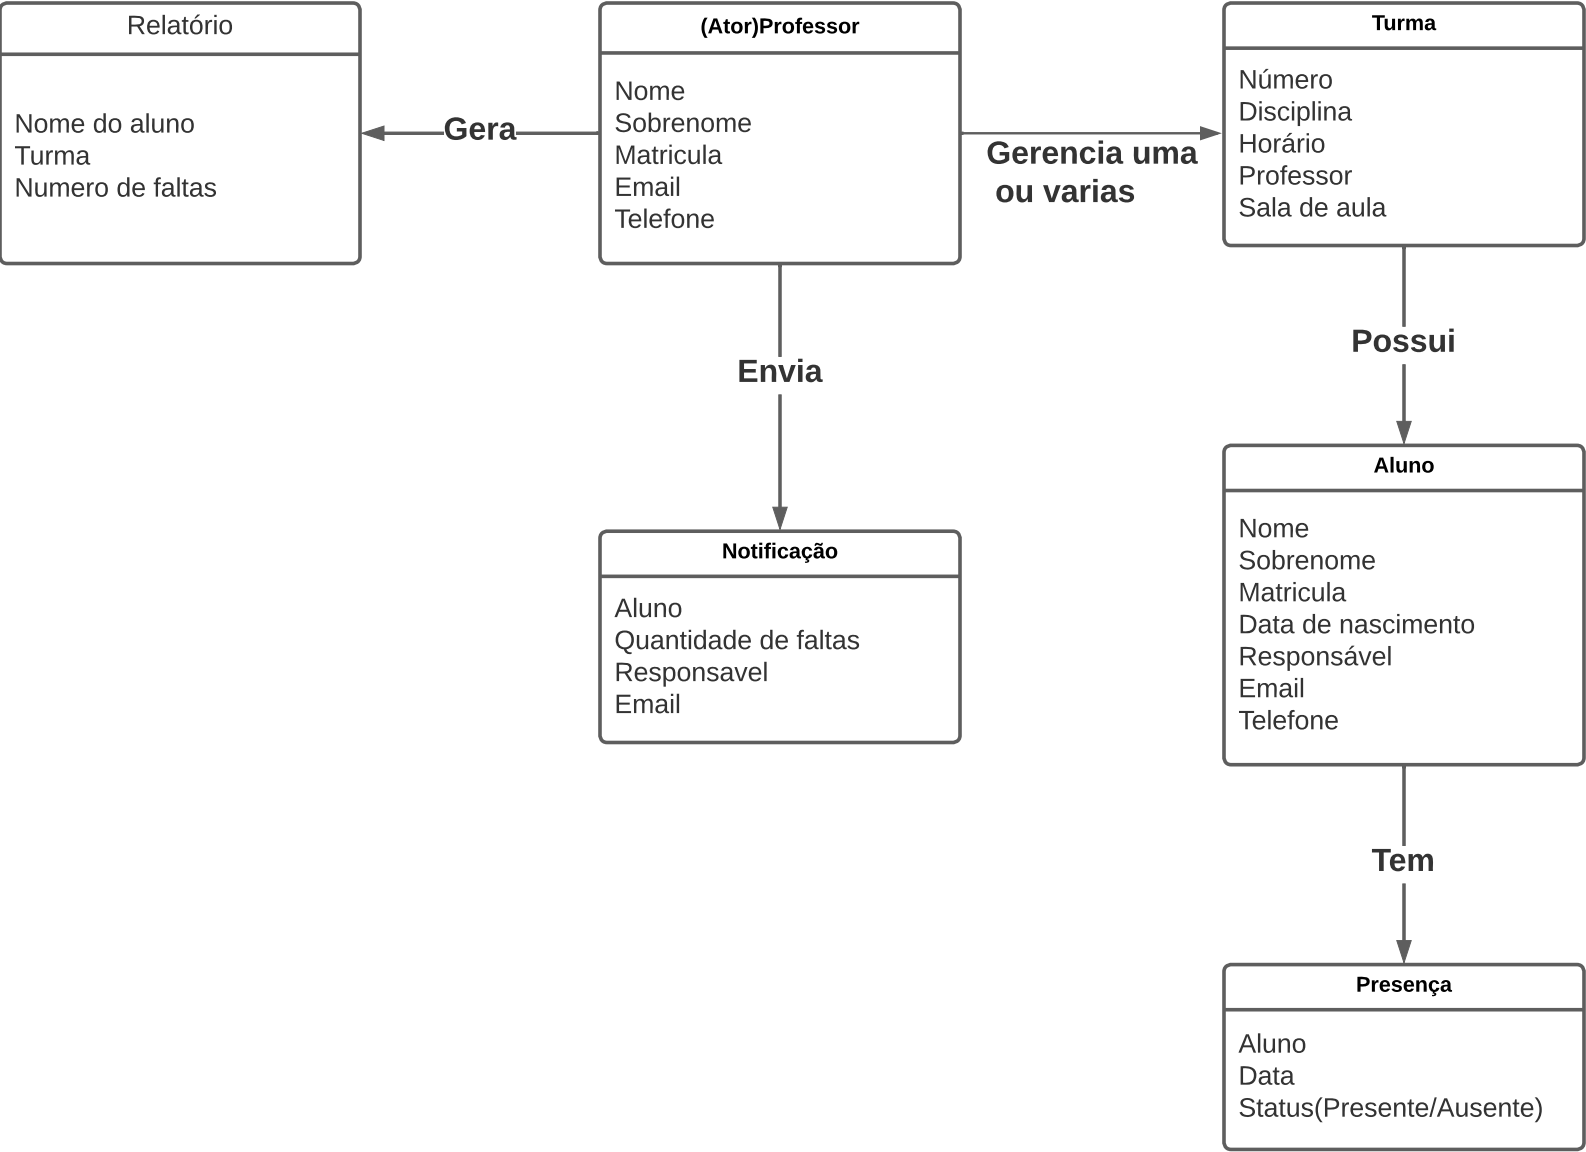 Relatório
Nome do aluno
Turma
Numero de faltas
Gera
(Ator)Professor
Nome
Sobrenome
Matricula
Email
Telefone
Gerencia uma
ou varias
Turma
Número
Disciplina
Horário
Professor
Sala de aula
Envia
Possui
Notificação
Aluno
Quantidade de faltas
Responsavel
Email
Aluno
Nome
Sobrenome
Matricula
Data de nascimento
Responsável
Email
Telefone
Tem
Presença
Aluno
Data
Status(Presente/Ausente)